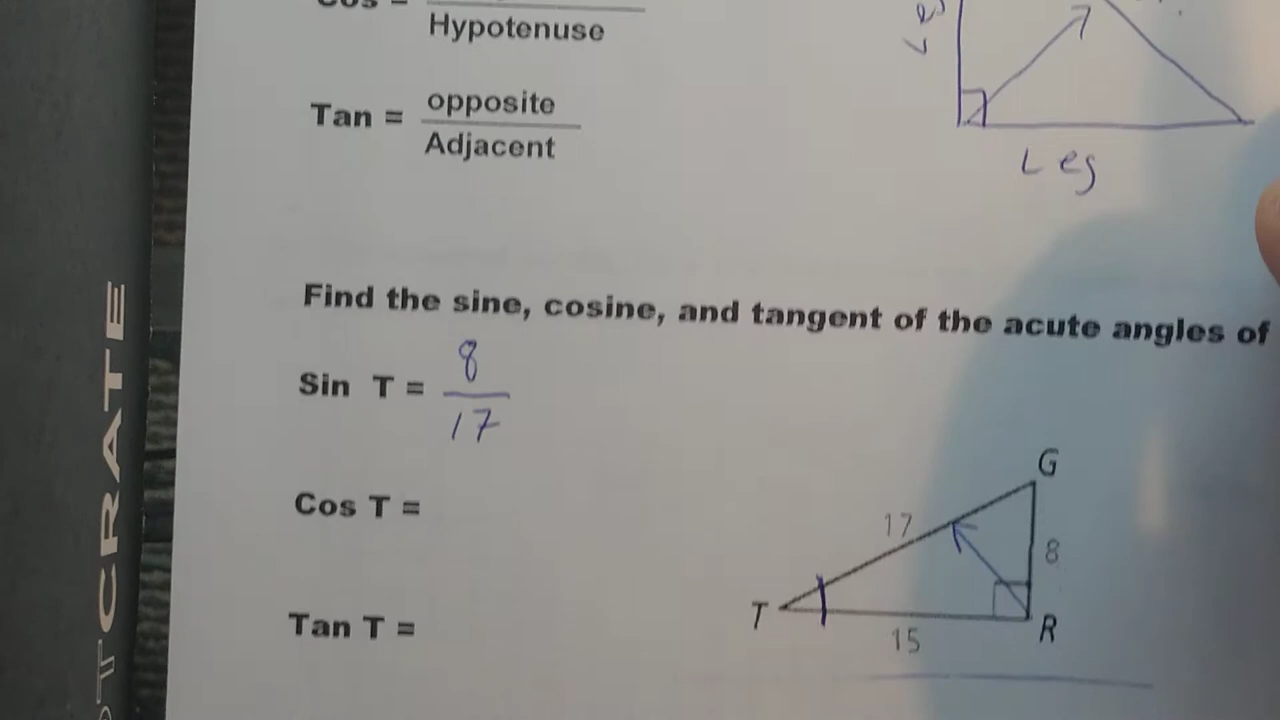 Cos =
Hypotenuse
Tan = opposite
Adjacent
Leg
Find the sine, cosine, and tangent of the acute angles of
Sin T = 8
17
Cos T =
Tan T =
G
17
8
T
15
R
CRATE